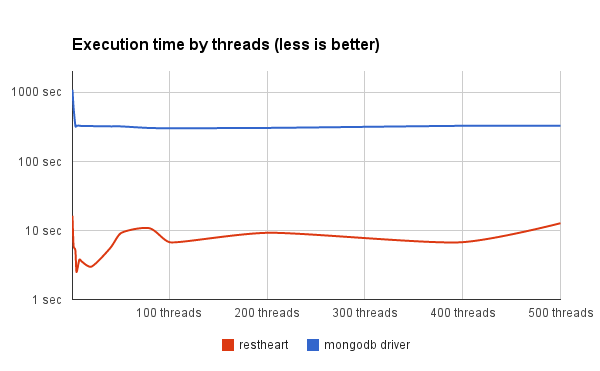 Execution time by threads (less is better)
1000 sec
100 sec
10 sec
1 sec
100 threads 200 threads 300 threads 400 threads 500 threads
restheart mongodb driver